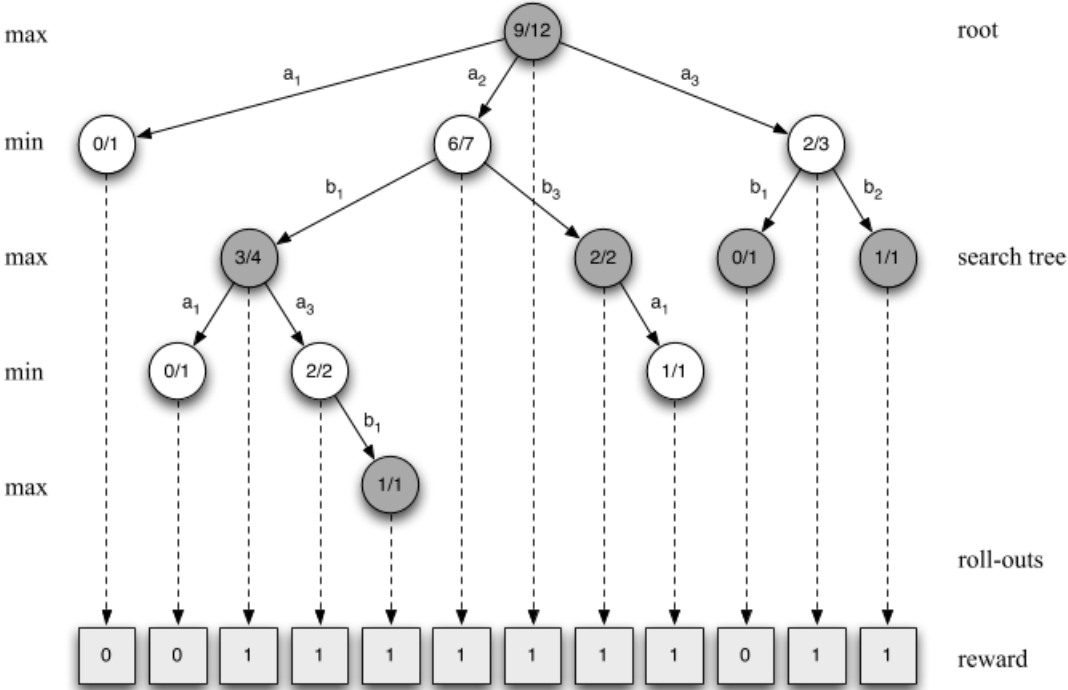 max 9/12 root
a1 a2 a3
min 0/1 6/7 2/3
b1 b3 b1 b2
max 3/4 2/2 0/1 1/1 search tree
a1 a3 a1
min 0/1 2/2 1/1
b1
max 1/1
roll-outs
0 0 1 1 1 1 1 1 1 0 1 1 reward